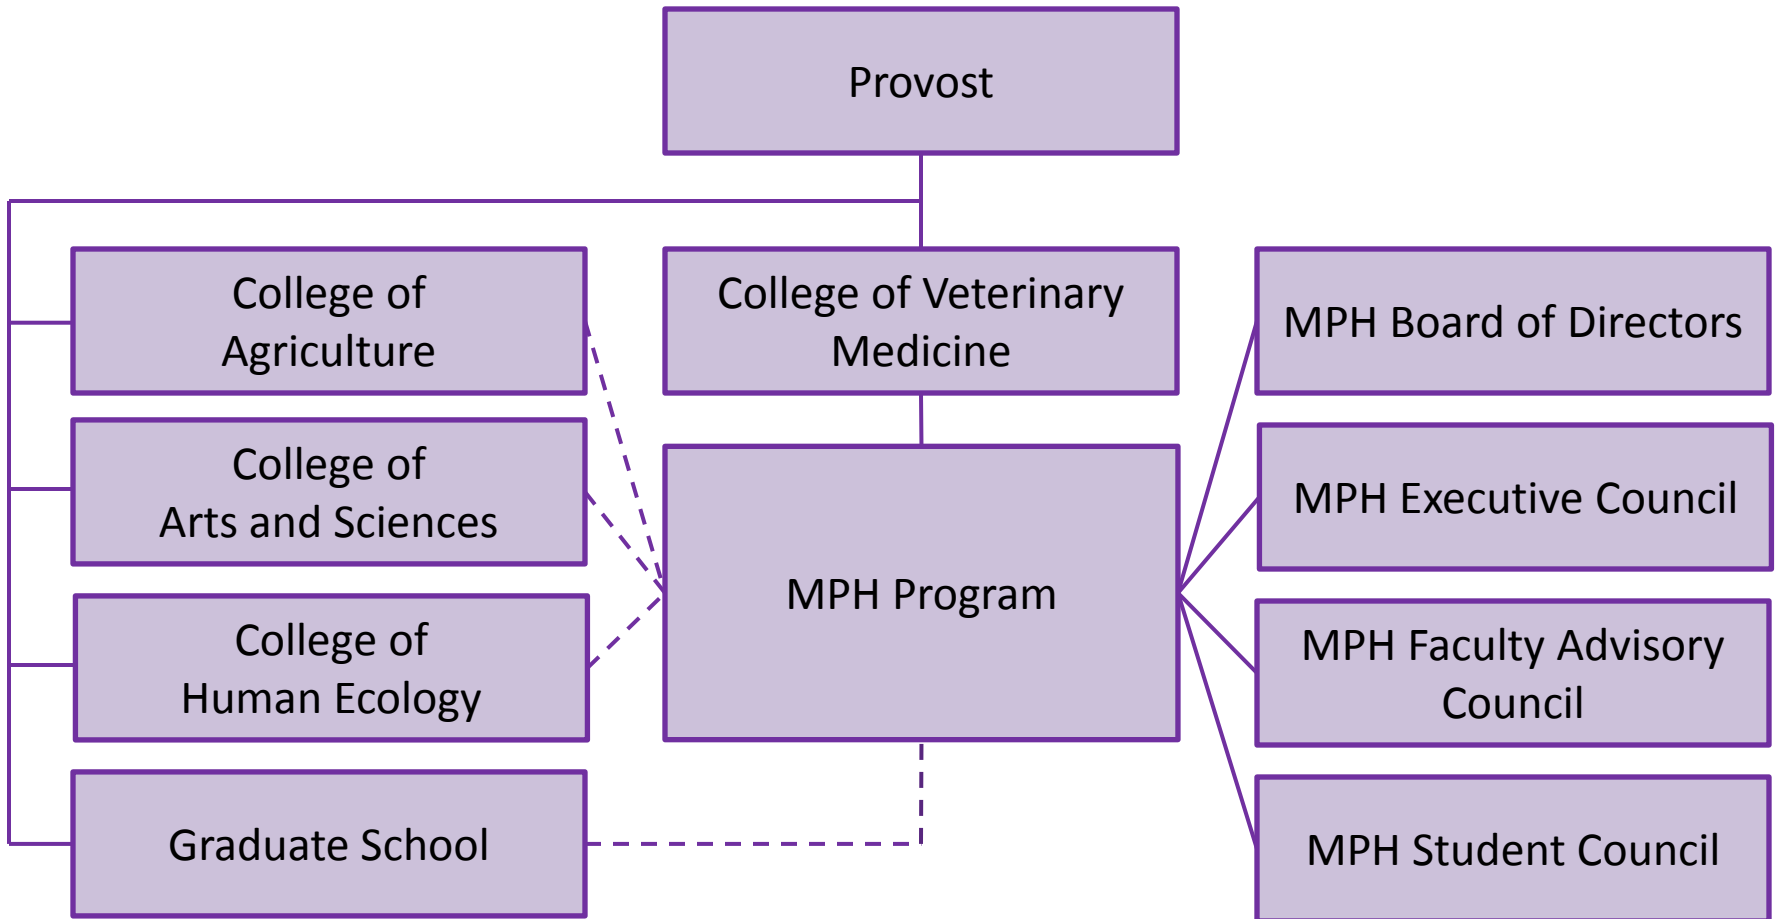 Provost
College of
Agriculture
College of Veterinary
Medicine
MPH Board of Directors
College of
Arts and Sciences
MPH Executive Council
MPH Program
College of
Human Ecology
MPH Faculty Advisory
Council
Graduate School
MPH Student Council